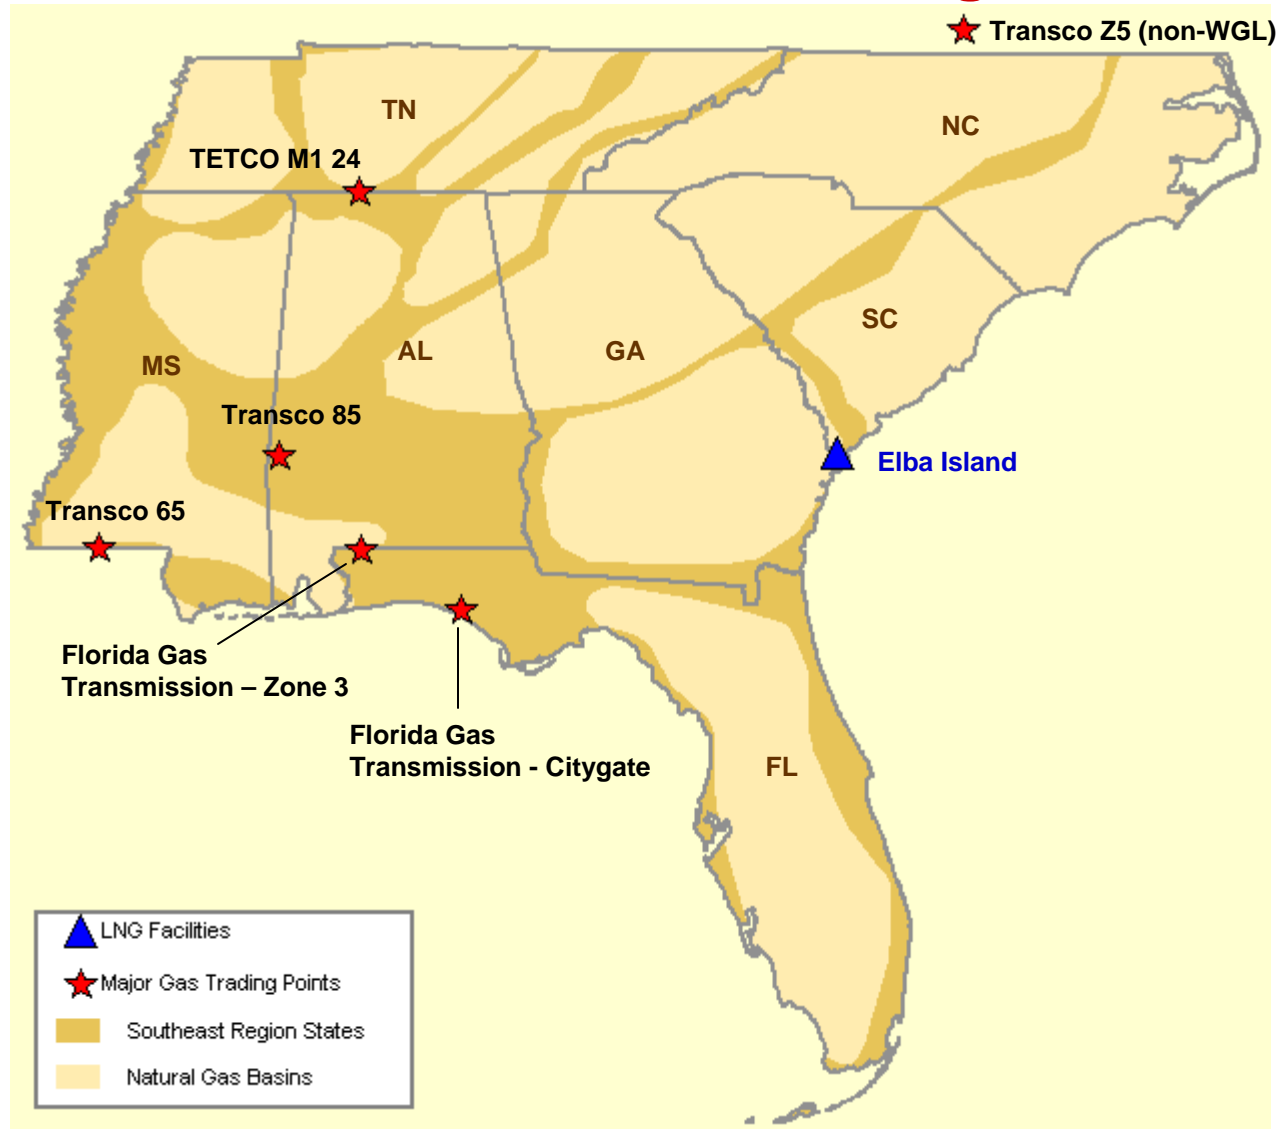 Transco Z5 (non-WGL)
TN
NC
TETCO M1 24
SC
AL
GA
MS
Transco 85
Elba Island
Transco 65
Florida Gas
Transmission – Zone 3
Florida Gas
Transmission - Citygate
FL
LNG Facilities
Major Gas Trading Points
Southeast Region States
Natural Gas Basins